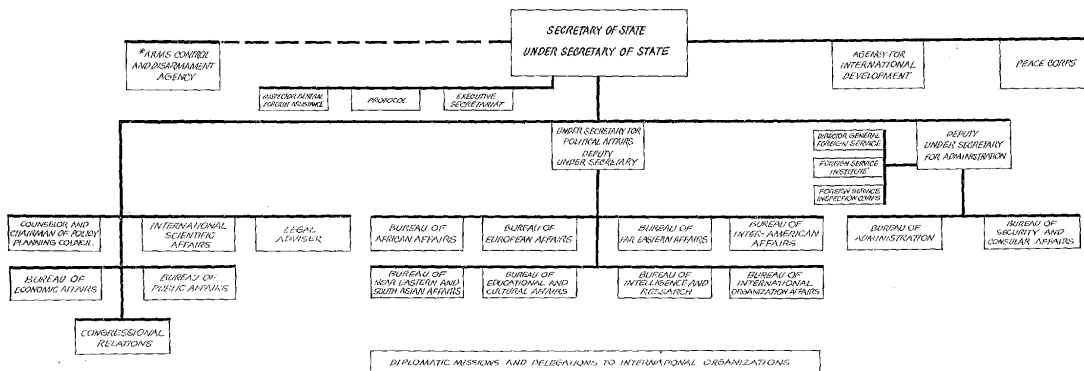 SECRETARY OF STATE
UNDER SECRETARY OF STATE
*ARMS CONTROL
AND DISARMAMENT
AGENCY
AGENCY FOR
INTERNATIONAL
DEVELOPMENT
PEACE CORPS
INSPECTOR GENERAL
FOREIGN ASSISTANCE
PROTOCOL
EXECUTIVE
SECRETARIAT
UNDER SECRETARY FOR
POLITICAL AFFAIRS
DEPUTY
UNDER SECRETARY
DIRECTOR GENERAL
FOREIGN SERVICE
FOREIGN SERVICE
INSTITUTE
FOREIGN SERVICE
INSPECTION CORPS
DEPUTY
UNDER SECRETARY
FOR ADMINISTRATION
COUNSELOR AND
CHAIRMAN OF POLICY
PLANNING COUNCIL
INTERNATIONAL
SCIENTIFIC
AFFAIRS
LEGAL
ADVISER
BUREAU OF
AFRICAN AFFAIRS
BUREAU OF
EUROPEAN AFFAIRS
BUREAU OF
FAR EASTERN AFFAIRS
BUREAU OF
INTER-AMERICAN
AFFAIRS
BUREAU OF
ADMINISTRATION
BUREAU OF
SECURITY AND
CONSULAR AFFAIRS
BUREAU OF
ECONOMIC AFFAIRS
BUREAU OF
PUBLIC AFFAIRS
BUREAU OF
NEAR EASTERN AND
SOUTH ASIAN AFFAIRS
BUREAU OF
EDUCATIONAL AND
CULTURAL AFFAIRS
BUREAU OF
INTELLIGENCE AND
RESEARCH
BUREAU OF
INTERNATIONAL
ORGANIZATION AFFAIRS
CONGRESSIONAL
RELATIONS
DIPLOMATIC MISSIONS AND DELEGATIONS TO INTERNATIONAL ORGANIZATIONS